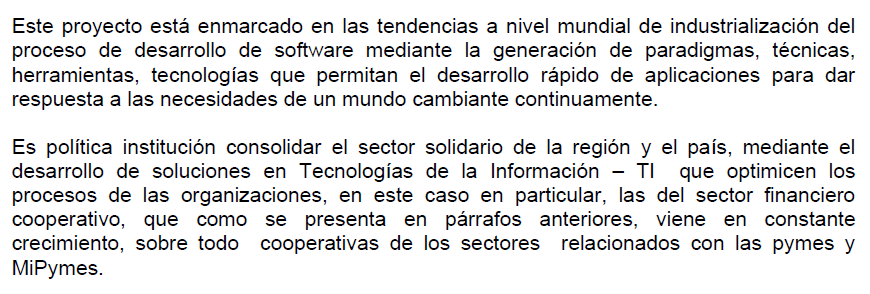 Este proyecto está enmarcado en las tendencias a nivel mundial de industrialización del
proceso de desarrollo de software mediante la generación de paradigmas, técnicas,
herramientas, tecnologías que permitan el desarrollo rápido de aplicaciones para dar
respuesta a las necesidades de un mundo cambiante continuamente.
Es política institución consolidar el sector solidario de la región y el país, mediante el
desarrollo de soluciones en Tecnologías de la Información – TI  que optimicen los
procesos de las organizaciones, en este caso en particular, las del sector financiero
cooperativo, que como se presenta en párrafos anteriores, viene en constante
crecimiento, sobre todo  cooperativas de los sectores  relacionados con las pymes y
MiPymes.